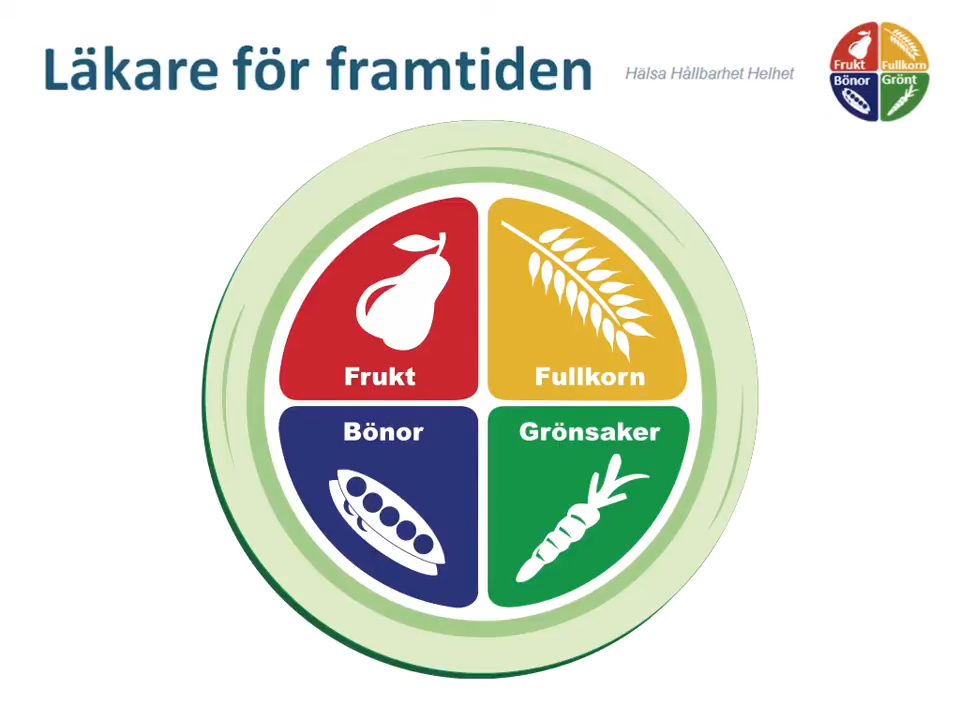 Läkare för framtiden
Hälsa Hållbarhet Helhet
Frukt Fullkorn
Bönor Grönt
Frukt Fullkorn
Bönor Grönsaker